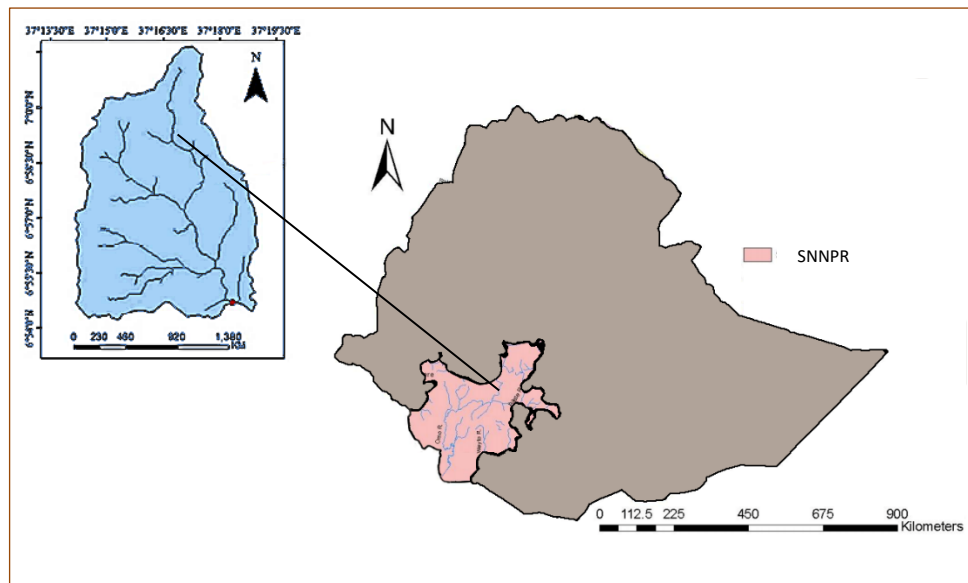 37°13'30"E 37°15'0"E 37°16'30"E 37°18'0"E 37°19'30"E
N
7°0'0"N
6°58'30"N
6°57'0"N
6°55'30"N
6°54'0"N
0 230 460 920 1,380
N
SNNPR
Omo R.
0 112.5 225 450 675 900
Kilometers